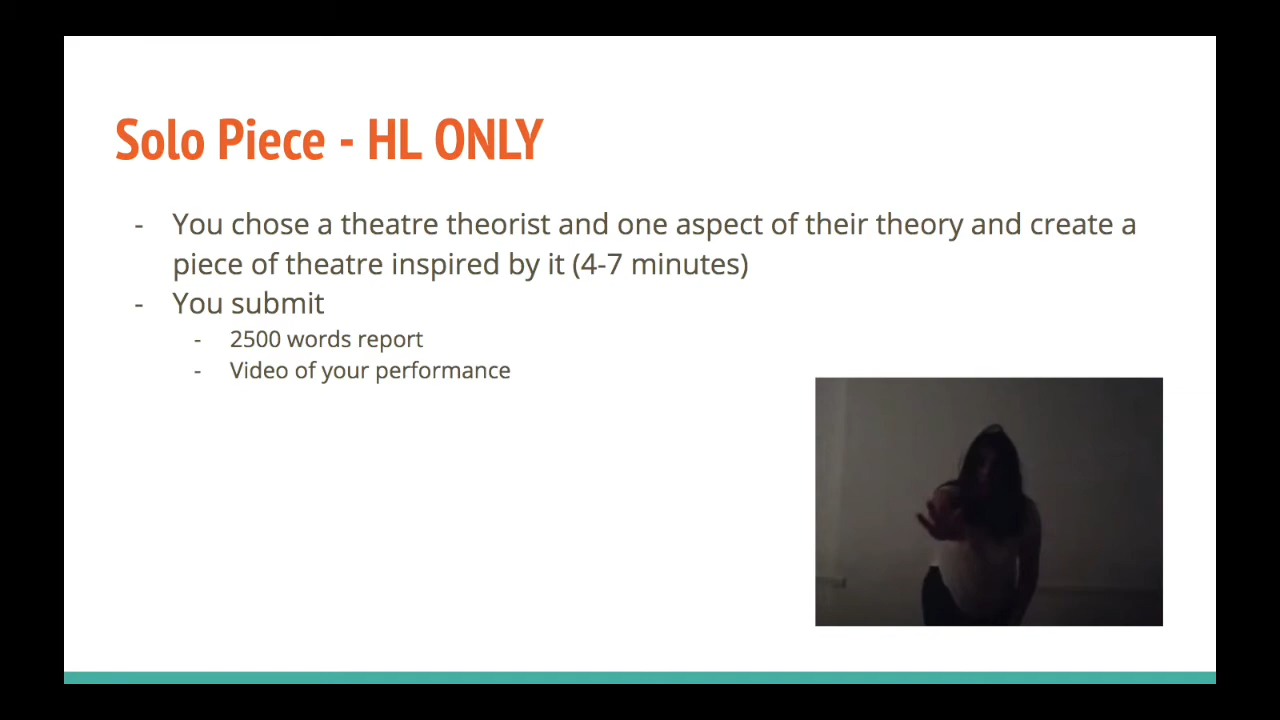 Solo Piece - HL ONLY
- You chose a theatre theorist and one aspect of their theory and create a
piece of theatre inspired by it (4-7 minutes)
- You submit
- 2500 words report
- Video of your performance